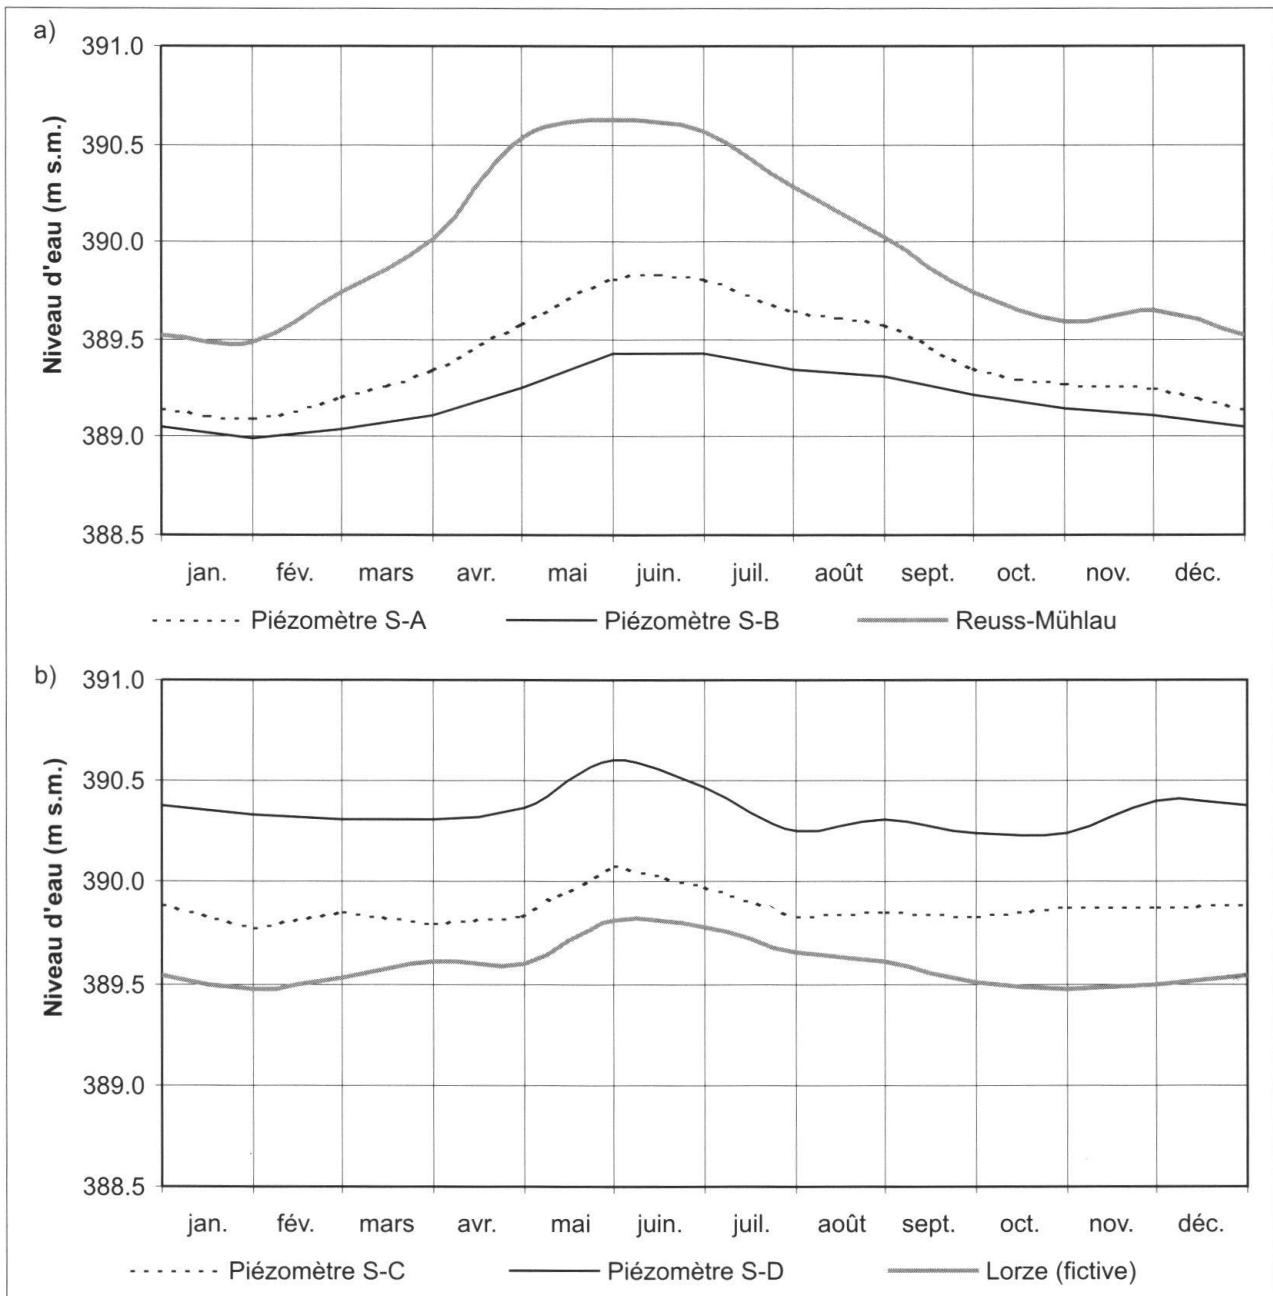 a)
Niveau d'eau (m s.m.)
391.0
390.5
390.0
389.5
389.0
388.5
jan. fév. mars avr. mai juin. juil. août sept. oct. nov. déc.
Piézomètre S-A Piézomètre S-B Reuss-Mühlau
b)
Niveau d'eau (m s.m.)
391.0
390.5
390.0
389.5
389.0
388.5
jan. fév. mars avr. mai juin. juil. août sept. oct. nov. déc.
Piézomètre S-C Piézomètre S-D Lorze (fictive)